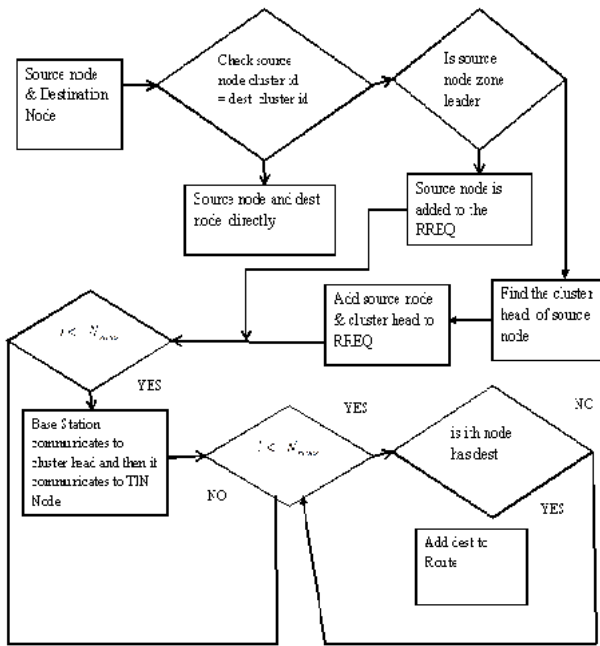 Source node
& Destination
Node
Check source
node cluster id
= dest cluster id
Is source
node zone
leader
Source node and dest
node directly
Source node is
added to the
RREQ
Find the cluster
head of source
node
Add source node
& cluster head to
RREQ
YES
Base Station
communicates to
cluster head and then it
communicates to TIN
Node
NO
YES
is ith node
has dest
NO
YES
Add dest to
Route